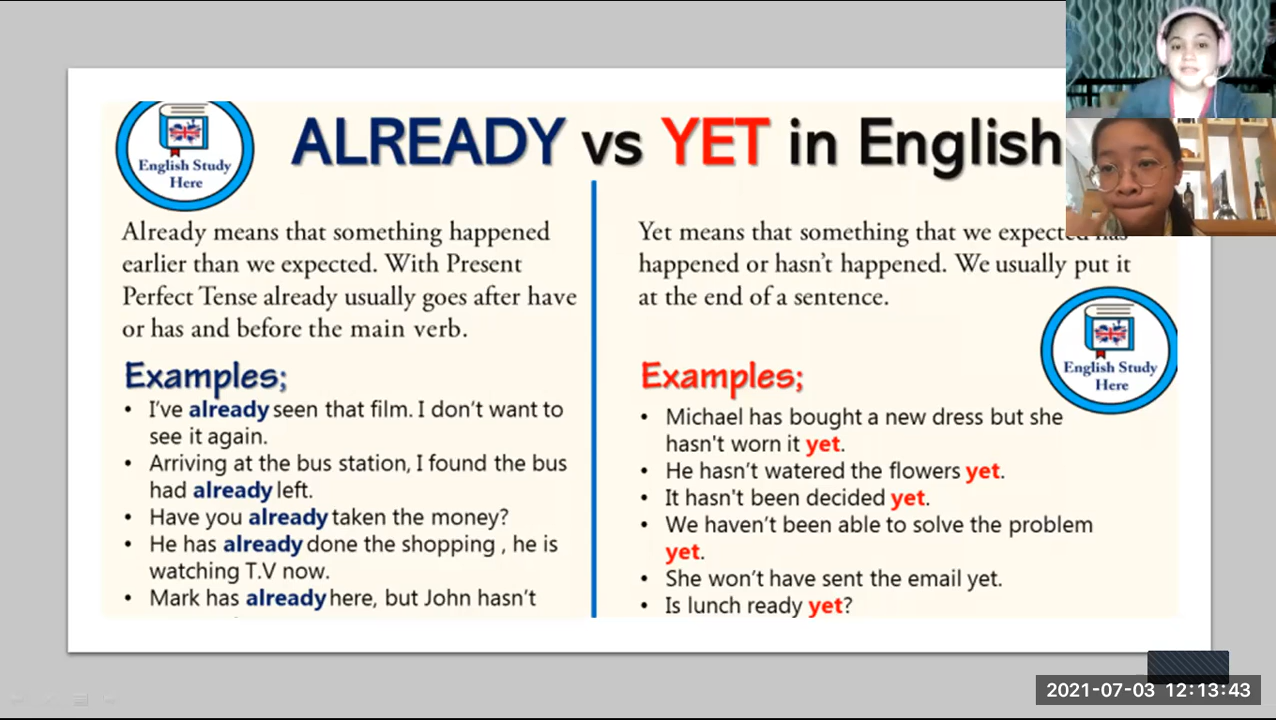 English Study
Here
ALREADY vs YET in English
Already means that something happened
earlier than we expected. With Present
Perfect Tense already usually goes after have
or has and before the main verb.
Examples;
• I've already seen that film. I don't want to
see it again.
• Arriving at the bus station, I found the bus
had already left.
• Have you already taken the money?
• He has already done the shopping , he is
watching T.V now.
• Mark has already here, but John hasn't
Yet means that something that we expected has
happened or hasn't happened. We usually put it
at the end of a sentence.
English Study
Here
Examples;
• Michael has bought a new dress but she
hasn't worn it yet.
• He hasn't watered the flowers yet.
• It hasn't been decided yet.
• We haven't been able to solve the problem
yet.
• She won't have sent the email yet.
• Is lunch ready yet?
2021-07-03 12:13:43